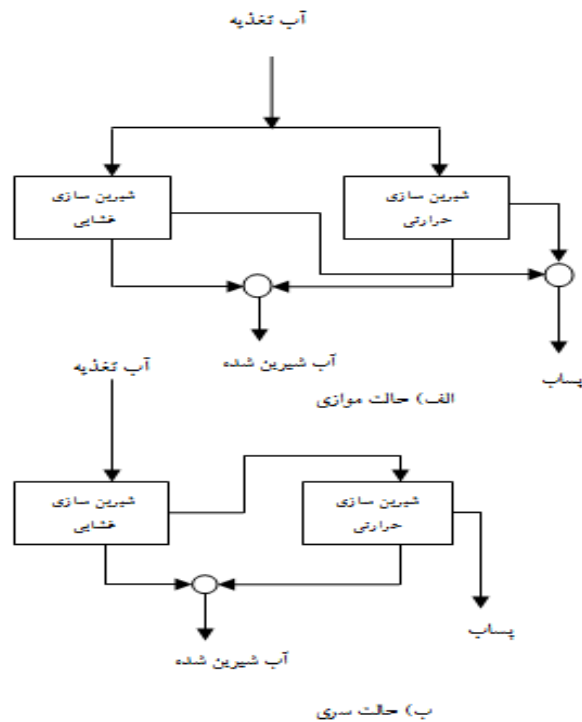 آب تغذیه
شیرین سازی
غشایی
شیرین سازی
حرارتی
آب شیرین شده
پساب
الف) حالت موازی
آب تغذیه
شیرین سازی
غشایی
شیرین سازی
حرارتی
آب شیرین شده
پساب
ب) حالت سری